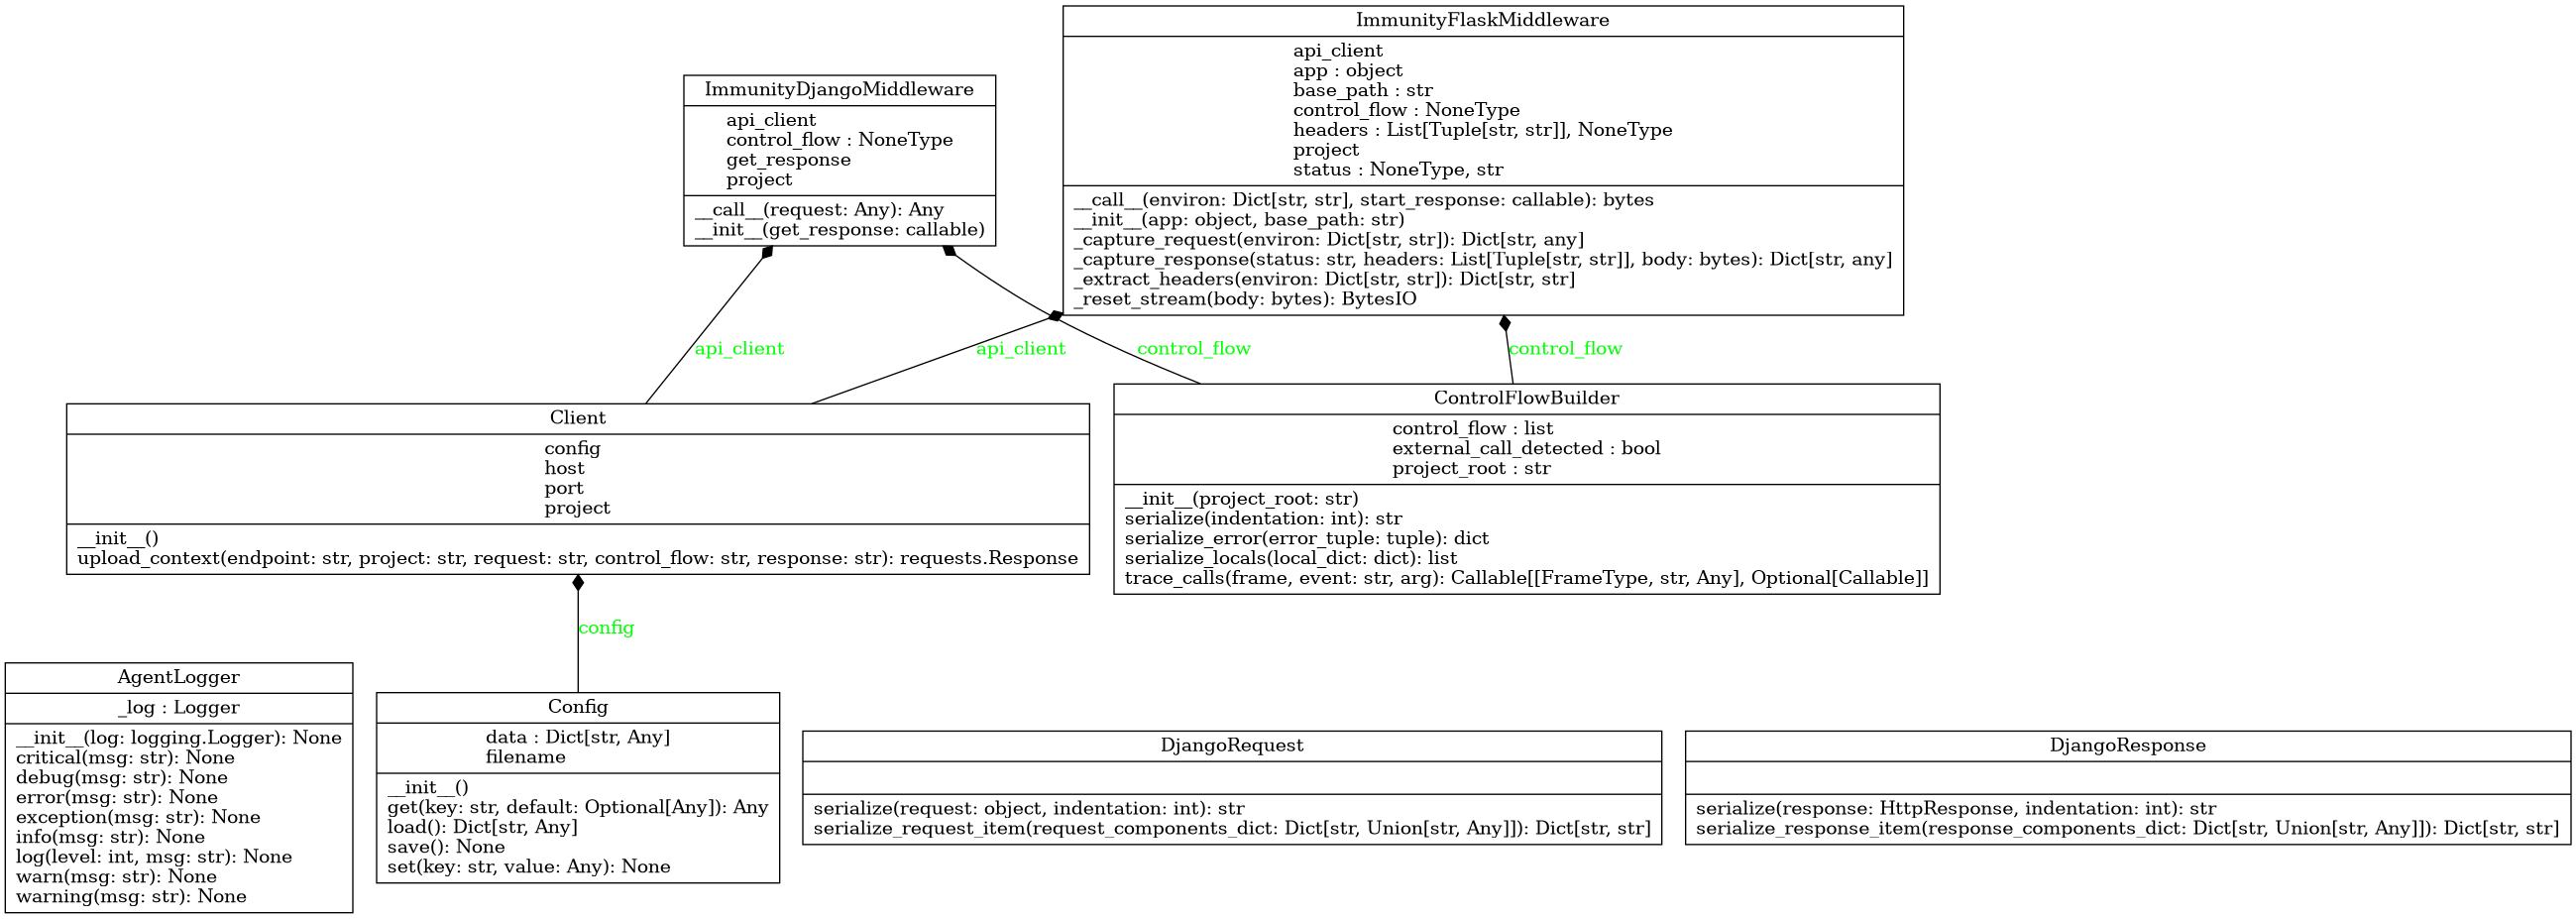 ImmunityFlaskMiddleware
api_client
app : object
base_path : str
control_flow : NoneType
headers : List[Tuple[str, str]], NoneType
project
status : NoneType, str
__call__(environ: Dict[str, str], start_response: callable): bytes
__init__(app: object, base_path: str)
_capture_request(environ: Dict[str, str]): Dict[str, any]
_capture_response(status: str, headers: List[Tuple[str, str]], body: bytes): Dict[str, any]
_extract_headers(environ: Dict[str, str]): Dict[str, str]
_reset_stream(body: bytes): BytesIO
ImmunityDjangoMiddleware
api_client
control_flow : NoneType
get_response
project
__call__(request: Any): Any
__init__(get_response: callable)
api_client
api_client
control_flow
control_flow
Client
config
host
port
project
__init__()
upload_context(endpoint: str, project: str, request: str, control_flow: str, response: str): requests.Response
ControlFlowBuilder
control_flow : list
external_call_detected : bool
project_root : str
__init__(project_root: str)
serialize(indentation: int): str
serialize_error(error_tuple: tuple): dict
serialize_locals(local_dict: dict): list
trace_calls(frame, event: str, arg): Callable[[FrameType, str, Any], Optional[Callable]]
config
AgentLogger
_log : Logger
__init__(log: logging.Logger): None
critical(msg: str): None
debug(msg: str): None
error(msg: str): None
exception(msg: str): None
info(msg: str): None
log(level: int, msg: str): None
warn(msg: str): None
warning(msg: str): None
Config
data : Dict[str, Any]
filename
__init__()
get(key: str, default: Optional[Any]): Any
load(): Dict[str, Any]
save(): None
set(key: str, value: Any): None
DjangoRequest
serialize(request: object, indentation: int): str
serialize_request_item(request_components_dict: Dict[str, Union[str, Any]]): Dict[str, str]
DjangoResponse
serialize(response: HttpResponse, indentation: int): str
serialize_response_item(response_components_dict: Dict[str, Union[str, Any]]): Dict[str, str]